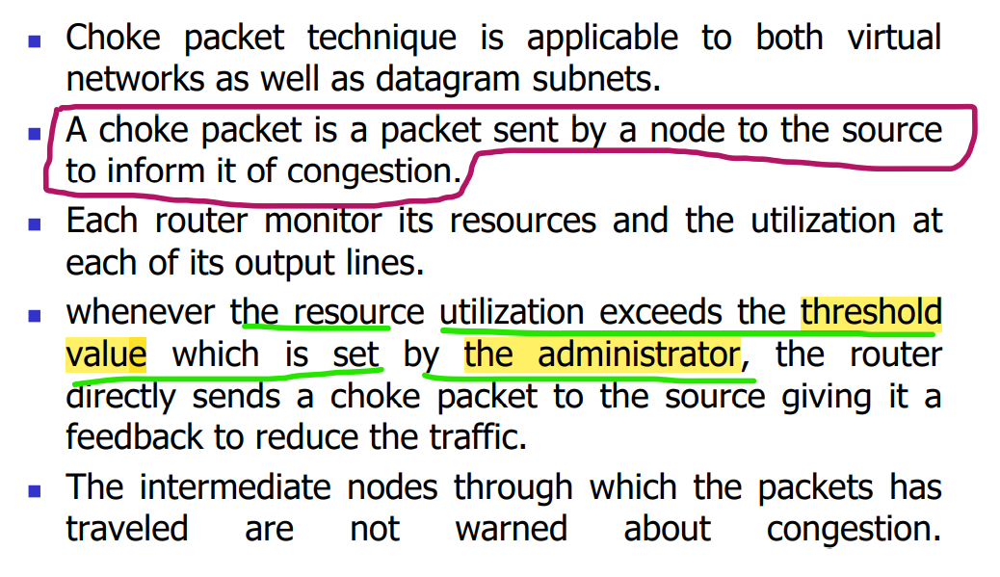 Choke packet technique is applicable to both virtual
networks as well as datagram subnets.
A choke packet is a packet sent by a node to the source
to inform it of congestion.
Each router monitor its resources and the utilization at
each of its output lines.
whenever the resource utilization exceeds the threshold
value which is set by the administrator, the router
directly sends a choke packet to the source giving it a
feedback to reduce the traffic.
The intermediate nodes through which the packets has
traveled are not warned about congestion.